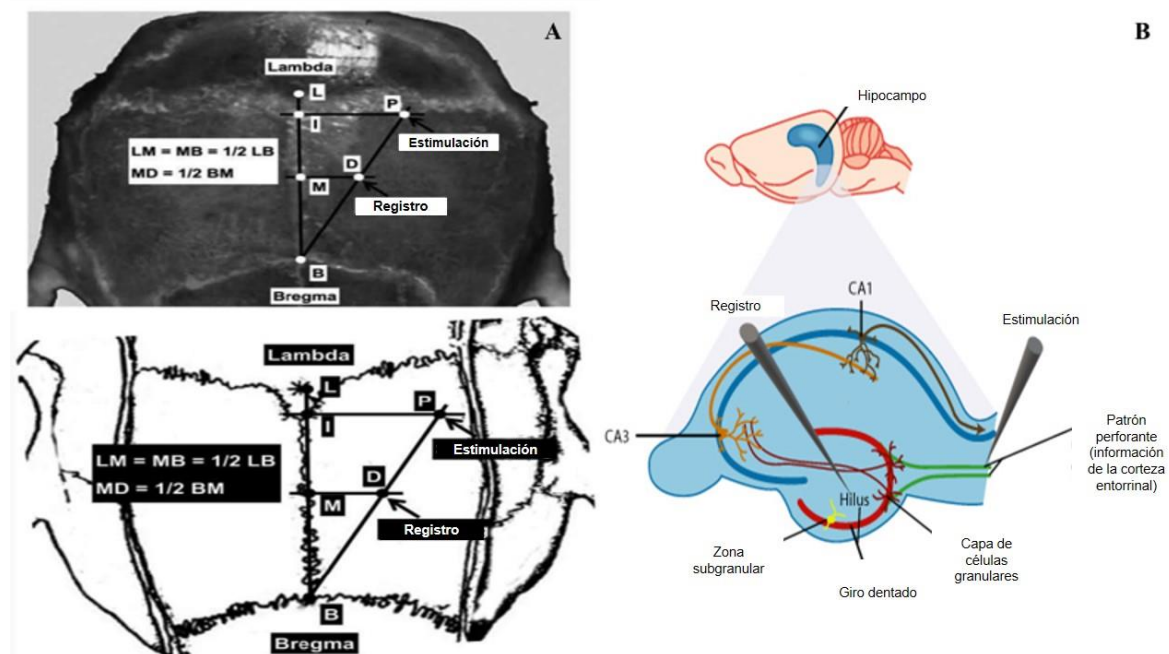 A
Lambda
L
P
I
Estimulación
LM = MB = 1/2 LB
MD = 1/2 BM
D
M
Registro
B
Bregma
Lambda
L
P
I
Estimulación
LM = MB = 1/2 LB
MD = 1/2 BM
D
M
Registro
B
Bregma
B
Hipocampo
CA1
Registro
Estimulación
CA3
Patrón
perforante
(información
de la corteza
entorrinal)
Hilus
Zona
subgranular
Capa de
células
granulares
Giro dentado